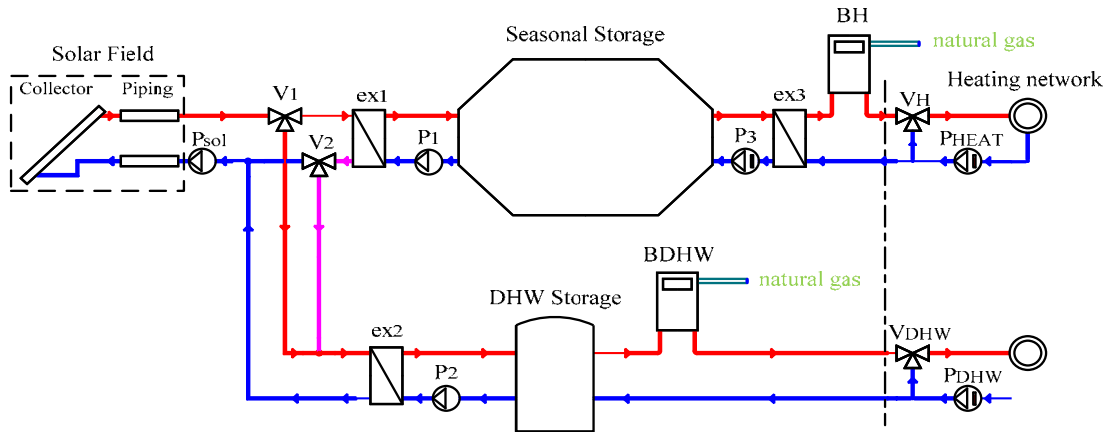 BH
Seasonal Storage
natural gas
Solar Field
Collector
Piping
V1
ex1
ex3
VH
Heating network
Psol
V2
P1
P3
PHEAT
BDHW
natural gas
DHW Storage
ex2
VDHW
P2
PDHW